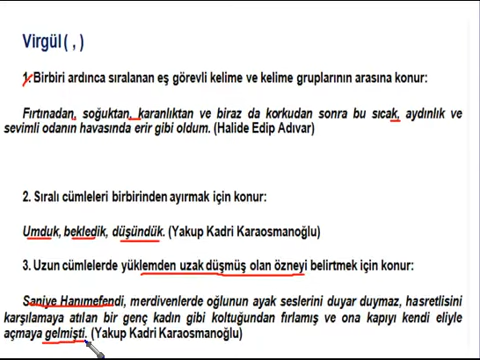 Virgül ( , )
1. Birbiri ardınca sıralanan eş görevli kelime ve kelime gruplarının arasına konur:
Fırtınadan, soğuktan, karanlıktan ve biraz da korkudan sonra bu sıcak, aydınlık ve
sevimli odanın havasında erir gibi oldum. (Halide Edip Adıvar)
2. Sıralı cümleleri birbirinden ayırmak için konur:
Umduk, bekledik, düşündük. (Yakup Kadri Karaosmanoğlu)
3. Uzun cümlelerde yüklemden uzak düşmüş olan özneyi belirtmek için konur:
Saniye Hanımefendi, merdivenlerde oğlunun ayak seslerini duyar duymaz, hasretlisini
karşılamaya atılan bir genç kadın gibi koltuğundan fırlamış ve ona kapıyı kendi eliyle
açmaya gelmişti. (Yakup Kadri Karaosmanoğlu)